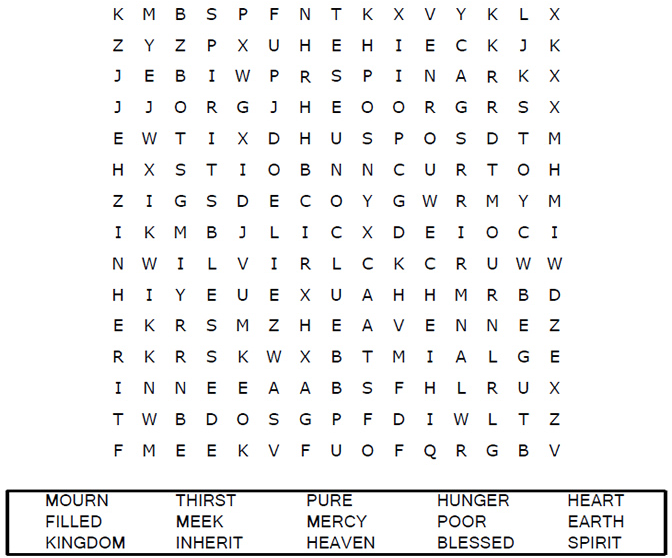 K M B S P F N T K X V Y K L X
Z Y Z P X U H E H I E C K J K
J E B I W P R S P I N A R K X
J J O R G J H E O O R G R S X
E W T I X D H U S P O S D T M
H X S T I O B N N C U R T O H
Z I G S D E C O Y G W R M Y M
I K M B J L I C X D E I O C I
N W I L V I R L C K C R U W W
H I Y E U E X U A H H M R B D
E K R S M Z H E A V E N N E Z
R K R S K W X B T M I A L G E
I N N E E A A B S F H L R U X
T W B D O S G P F D I W L T Z
F M E E K V F U O F Q R G B V
MOURN THIRST PURE HUNGER HEART
FILLED MEEK MERCY POOR EARTH
KINGDOM INHERIT HEAVEN BLESSED SPIRIT